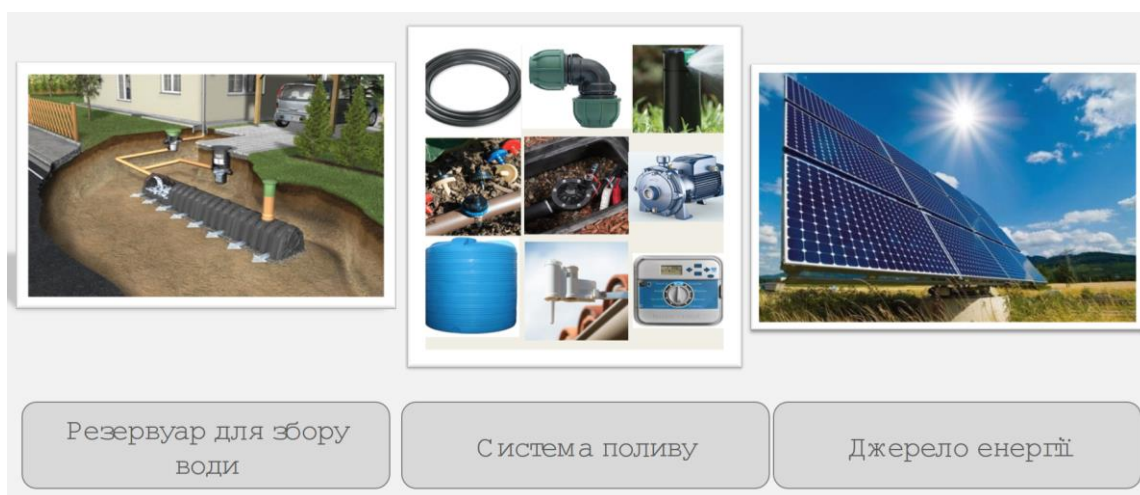 Резервуар для збору
води
Система поливу
Джерело енергії